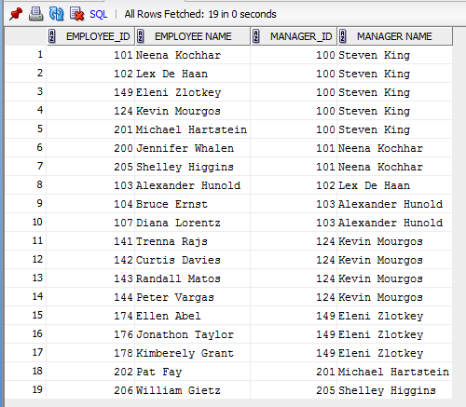 SQL | All Rows Fetched: 19 in 0 seconds
EMPLOYEE_ID EMPLOYEE NAME MANAGER_ID MANAGER NAME
1 101 Neena Kochhar 100 Steven King
2 102 Lex De Haan 100 Steven King
3 149 Eleni Zlotkey 100 Steven King
4 124 Kevin Mourgos 100 Steven King
5 201 Michael Hartstein 100 Steven King
6 200 Jennifer Whalen 101 Neena Kochhar
7 205 Shelley Higgins 101 Neena Kochhar
8 103 Alexander Hunold 102 Lex De Haan
9 104 Bruce Ernst 103 Alexander Hunold
10 107 Diana Lorentz 103 Alexander Hunold
11 141 Trenna Rajs 124 Kevin Mourgos
12 142 Curtis Davies 124 Kevin Mourgos
13 143 Randall Matos 124 Kevin Mourgos
14 144 Peter Vargas 124 Kevin Mourgos
15 174 Ellen Abel 149 Eleni Zlotkey
16 176 Jonathon Taylor 149 Eleni Zlotkey
17 178 Kimberely Grant 149 Eleni Zlotkey
18 202 Pat Fay 201 Michael Hartstein
19 206 William Gietz 205 Shelley Higgins